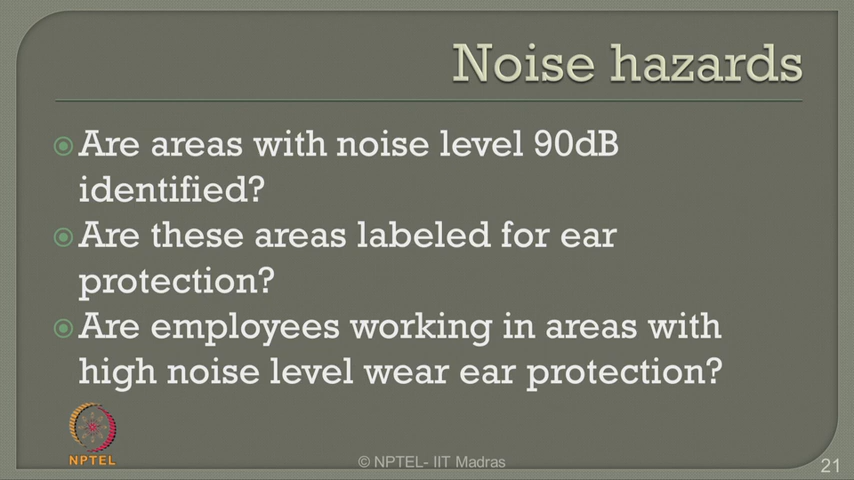 Noise hazards
Are areas with noise level 90dB
identified?
Are these areas labeled for ear
protection?
Are employees working in areas with
high noise level wear ear protection?
NPTEL
© NPTEL- IIT Madras
21